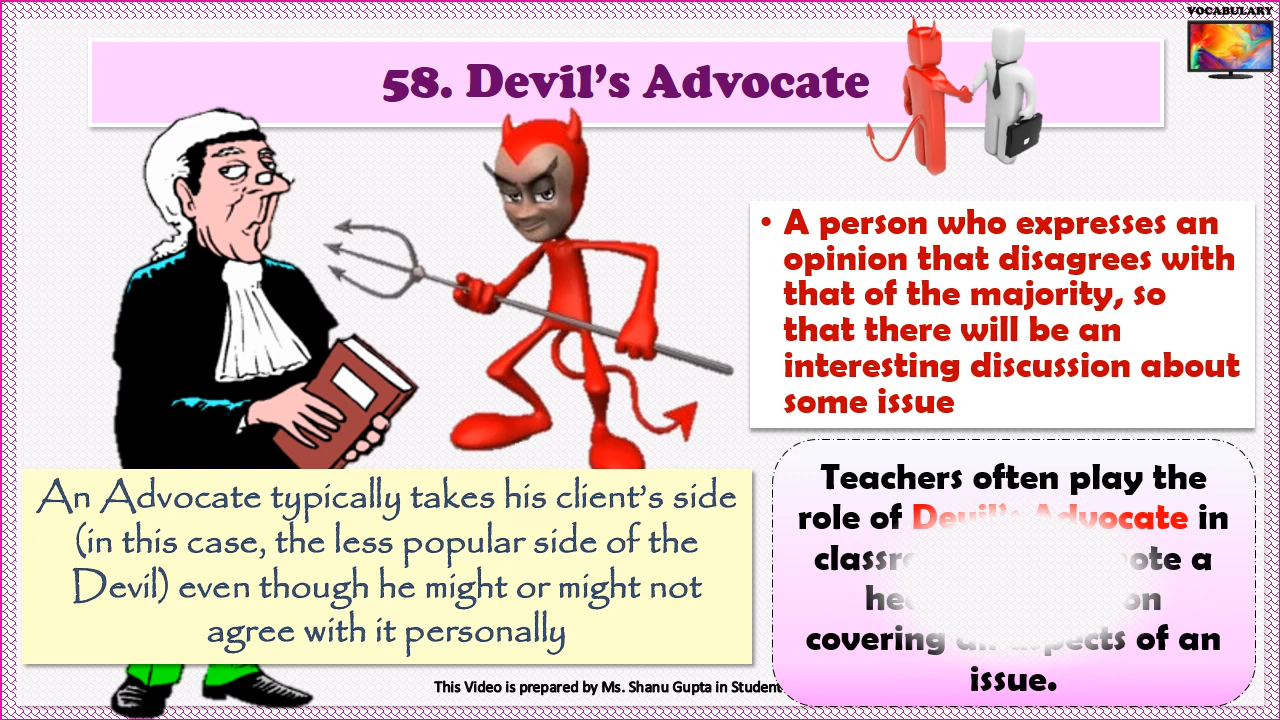 VOCABULARY
58. Devil's Advocate
• A person who expresses an
opinion that disagrees with
that of the majority, so
that there will be an
interesting discussion about
some issue
An Advocate typically takes his client's side
(in this case, the less popular side of the
Devil) even though he might or might not
agree with it personally
Teachers often play the
role of Devil's Advocate in
a
covering all aspects of an
issue.
This Video is prepared by Ms. Shanu Gupta in Student